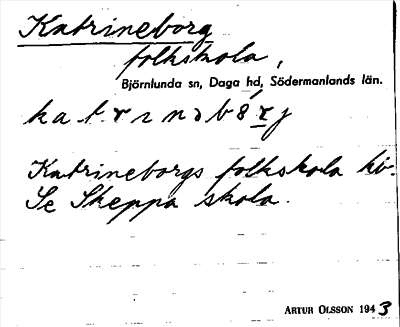 Katrineborg
folkskola,
Björnlunda sn, Daga hd, Södermanlands län.
Katrineborgs folkskola
Se Skeppa skola.
ARTUR OLSSON 1943